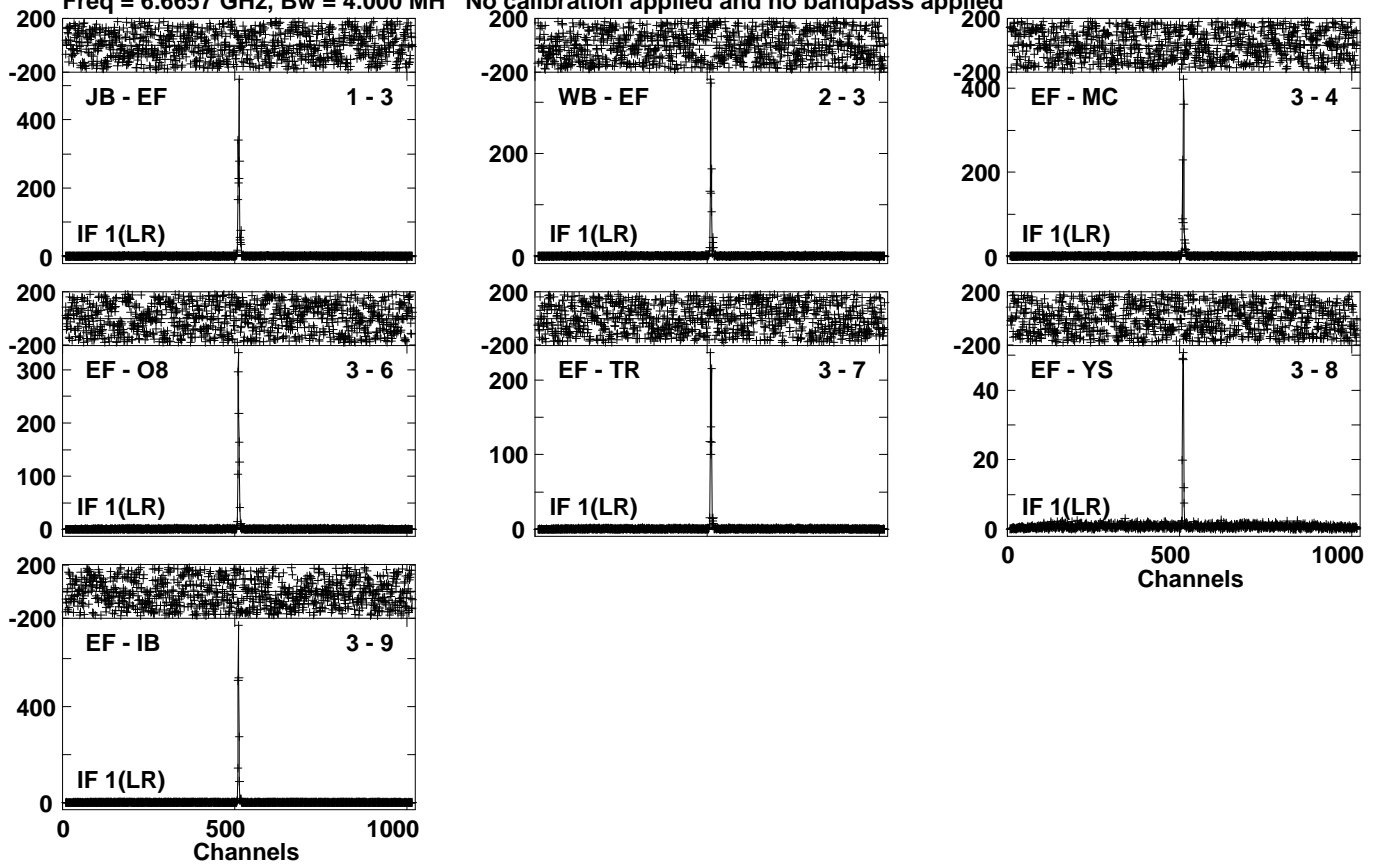 Freq = 6.6657 GHz, Bw = 4.000 MH No calibration applied and no bandpass applied
200
-200
JB - EF 1 - 3
400
200
IF 1(LR)
0
200
-200
WB - EF 2 - 3
200
IF 1(LR)
0
200
-200
400
EF - MC 3 - 4
200
IF 1(LR)
0
200
-200
EF - O8 3 - 6
300
200
100
IF 1(LR)
0
200
-200
EF - TR 3 - 7
200
100
IF 1(LR)
0
200
-200
EF - YS 3 - 8
40
20
IF 1(LR)
0
0 500 1000
Channels
200
-200
EF - IB 3 - 9
400
IF 1(LR)
0
0 500 1000
Channels